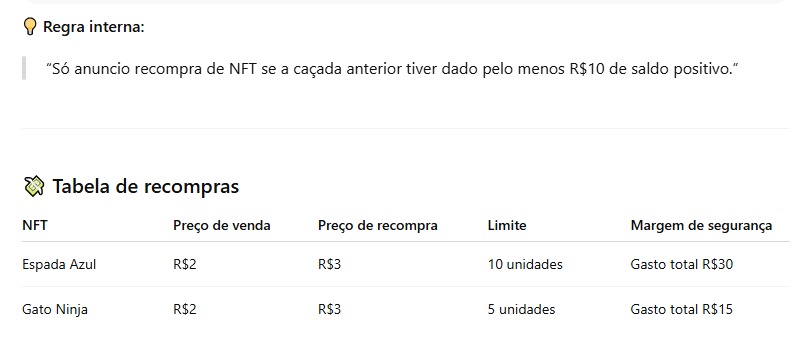 💡 Regra interna:
“Só anuncio recompra de NFT se a caçada anterior tiver dado pelo menos R$10 de saldo positivo.”
💸 Tabela de recompras
NFT Preço de venda Preço de recompra Limite Margem de segurança
Espada Azul R$2 R$3 10 unidades Gasto total R$30
Gato Ninja R$2 R$3 5 unidades Gasto total R$15